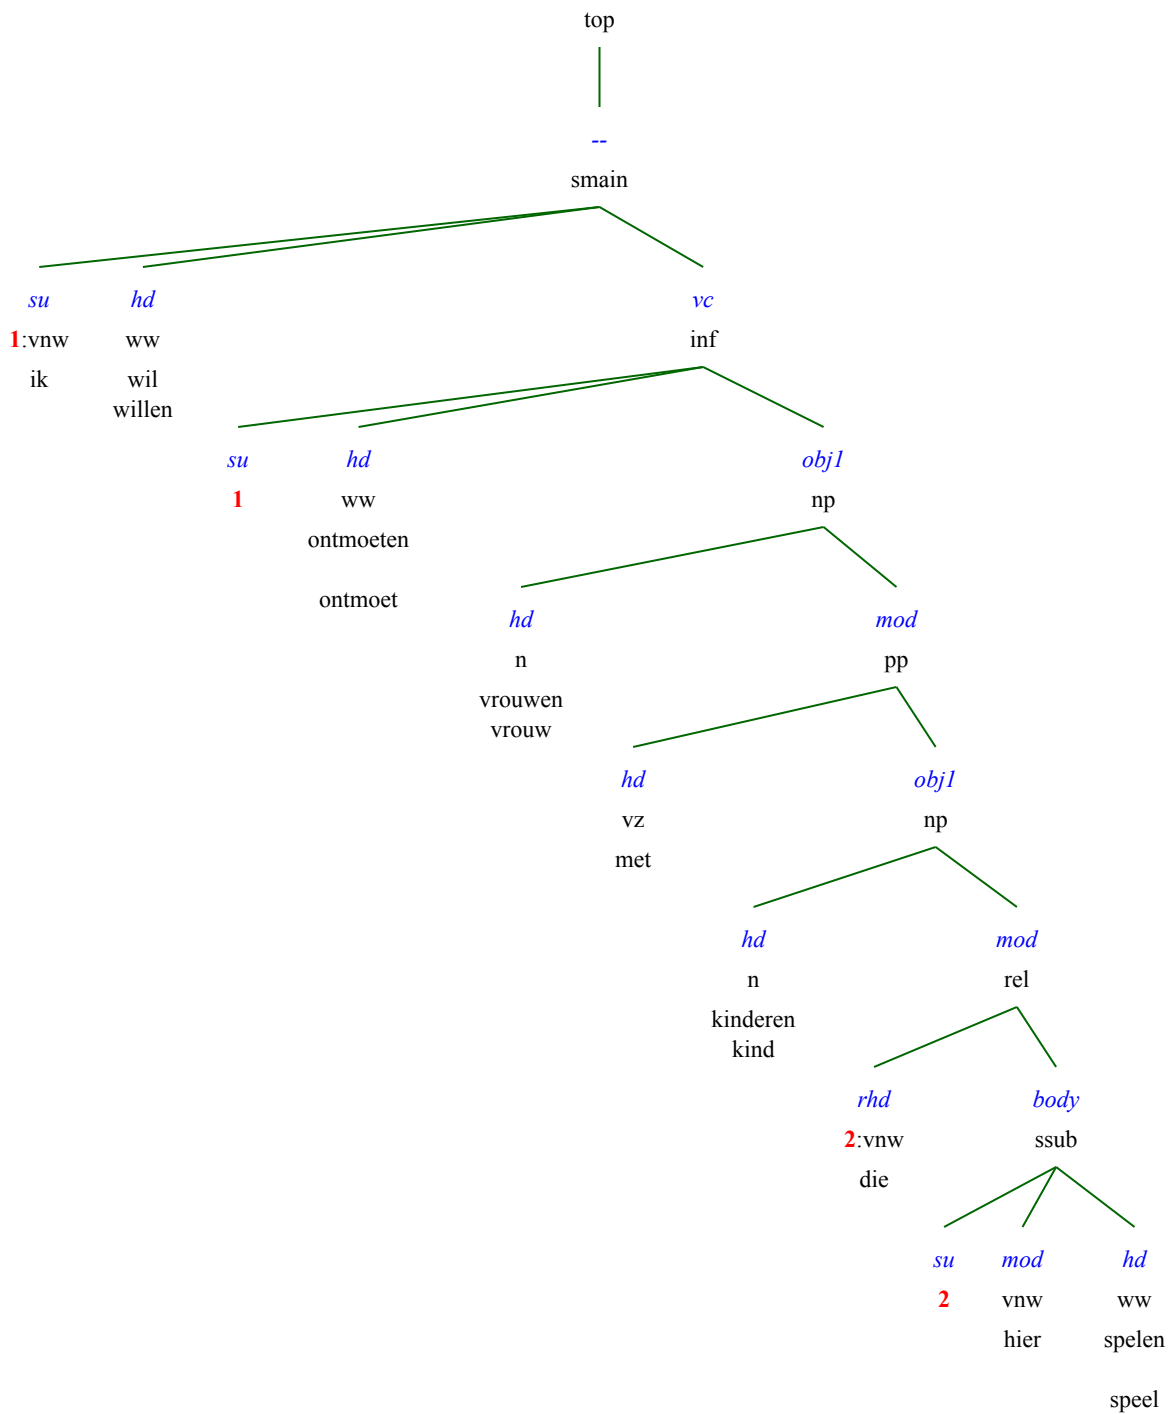 top
--
smain
su hd vc
1:vnw ww inf
ik wil
willen
su hd obj1
1 ww np
ontmoeten
ontmoet
hd mod
n pp
vrouwen
vrouw
hd obj1
vz np
met
hd mod
n rel
kinderen
kind
rhd body
2:vnw ssub
die
su mod hd
2 vnw ww
hier spelen
speel